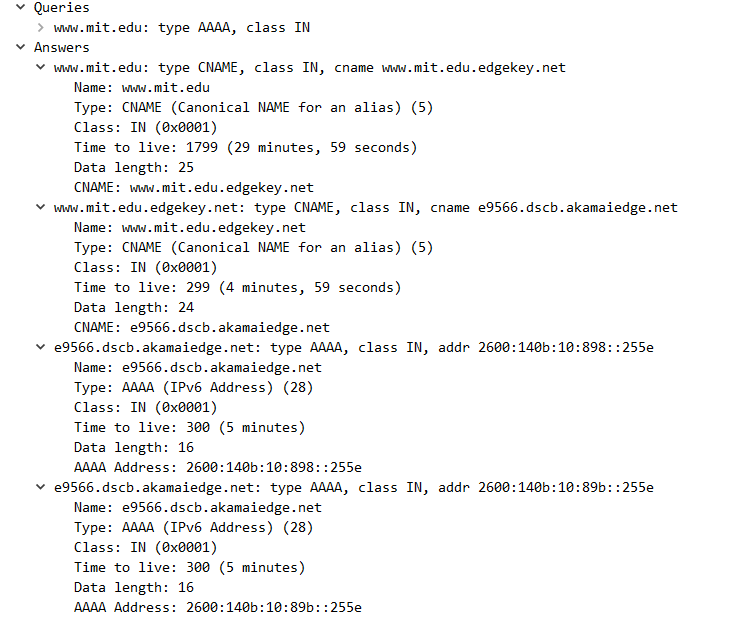 Queries
www.mit.edu: type AAAA, class IN
Answers
www.mit.edu: type CNAME, class IN, cname www.mit.edu.edgekey.net
Name: www.mit.edu
Type: CNAME (Canonical NAME for an alias) (5)
Class: IN (0x0001)
Time to live: 1799 (29 minutes, 59 seconds)
Data length: 25
CNAME: www.mit.edu.edgekey.net
www.mit.edu.edgekey.net: type CNAME, class IN, cname e9566.dscb.akamaiedge.net
Name: www.mit.edu.edgekey.net
Type: CNAME (Canonical NAME for an alias) (5)
Class: IN (0x0001)
Time to live: 299 (4 minutes, 59 seconds)
Data length: 24
CNAME: e9566.dscb.akamaiedge.net
e9566.dscb.akamaiedge.net: type AAAA, class IN, addr 2600:140b:10:898::255e
Name: e9566.dscb.akamaiedge.net
Type: AAAA (IPv6 Address) (28)
Class: IN (0x0001)
Time to live: 300 (5 minutes)
Data length: 16
AAAA Address: 2600:140b:10:898::255e
e9566.dscb.akamaiedge.net: type AAAA, class IN, addr 2600:140b:10:89b::255e
Name: e9566.dscb.akamaiedge.net
Type: AAAA (IPv6 Address) (28)
Class: IN (0x0001)
Time to live: 300 (5 minutes)
Data length: 16
AAAA Address: 2600:140b:10:89b::255e